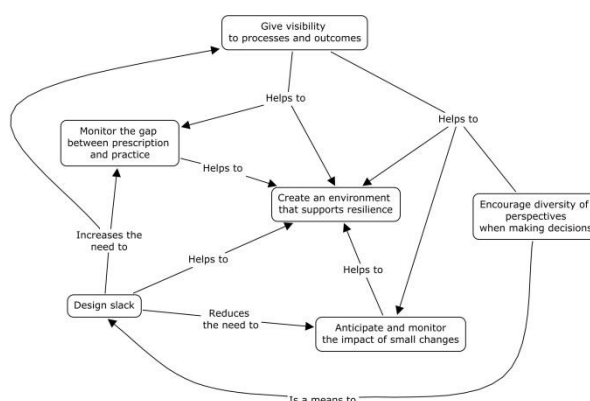 Give visibility
to processes and outcomes
Helps to
Helps to
Monitor the gap
between prescription
and practice
Helps to
Create an environment
that supports resilience
Encourage diversity of
perspectives
when making decisions
Increases the
need to
Helps to
Helps to
Design slack
Reduces
the need to
Anticipate and monitor
the impact of small changes
Is a means to